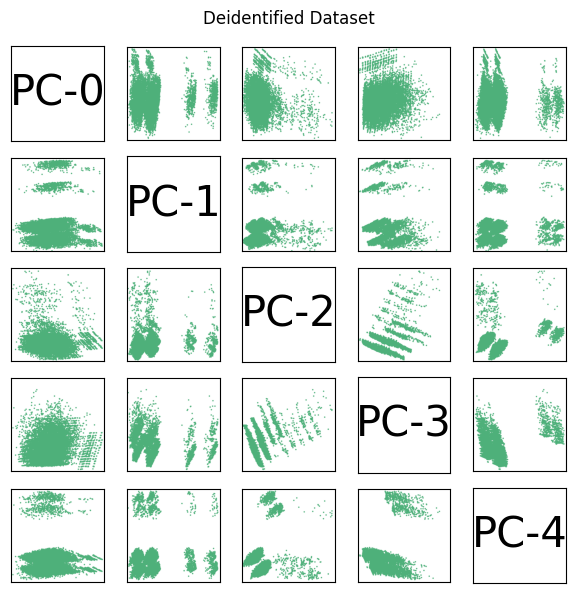 Deidentified Dataset
PC-0
PC-1
PC-2
PC-3
PC-4